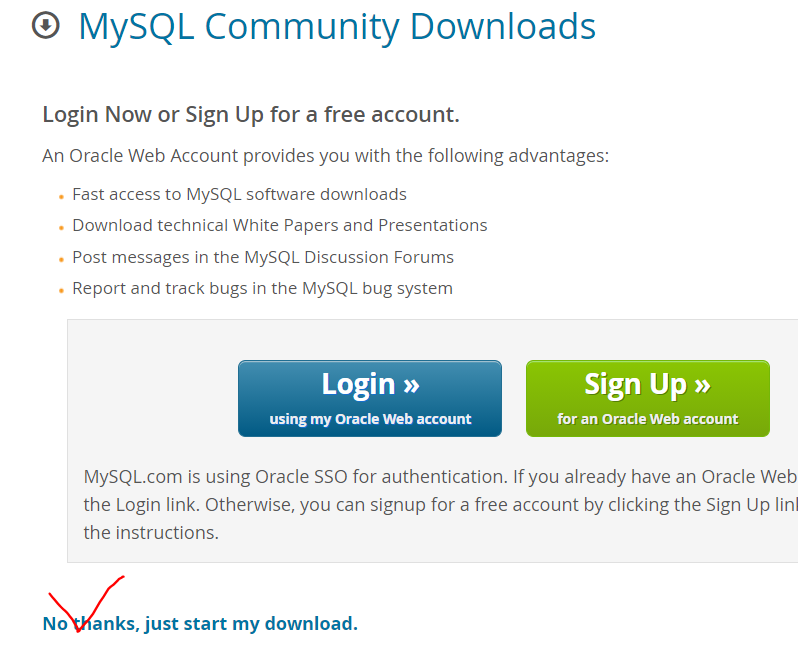 MySQL Community Downloads
Login Now or Sign Up for a free account.
An Oracle Web Account provides you with the following advantages:
Fast access to MySQL software downloads
Download technical White Papers and Presentations
Post messages in the MySQL Discussion Forums
Report and track bugs in the MySQL bug system
Login »
using my Oracle Web account
Sign Up »
for an Oracle Web account
MySQL.com is using Oracle SSO for authentication. If you already have an Oracle Web
the Login link. Otherwise, you can signup for a free account by clicking the Sign Up link
the instructions.
No thanks, just start my download.